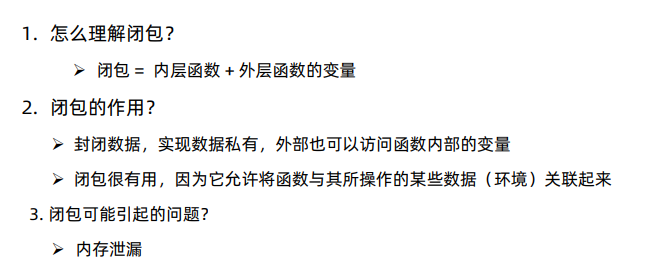 1. 怎么理解闭包？
➢ 闭包 = 内层函数 + 外层函数的变量
2. 闭包的作用？
➢ 封闭数据，实现数据私有，外部也可以访问函数内部的变量
➢ 闭包很有用，因为它允许将函数与其所操作的某些数据（环境）关联起来
3. 闭包可能引起的问题？
➢ 内存泄漏